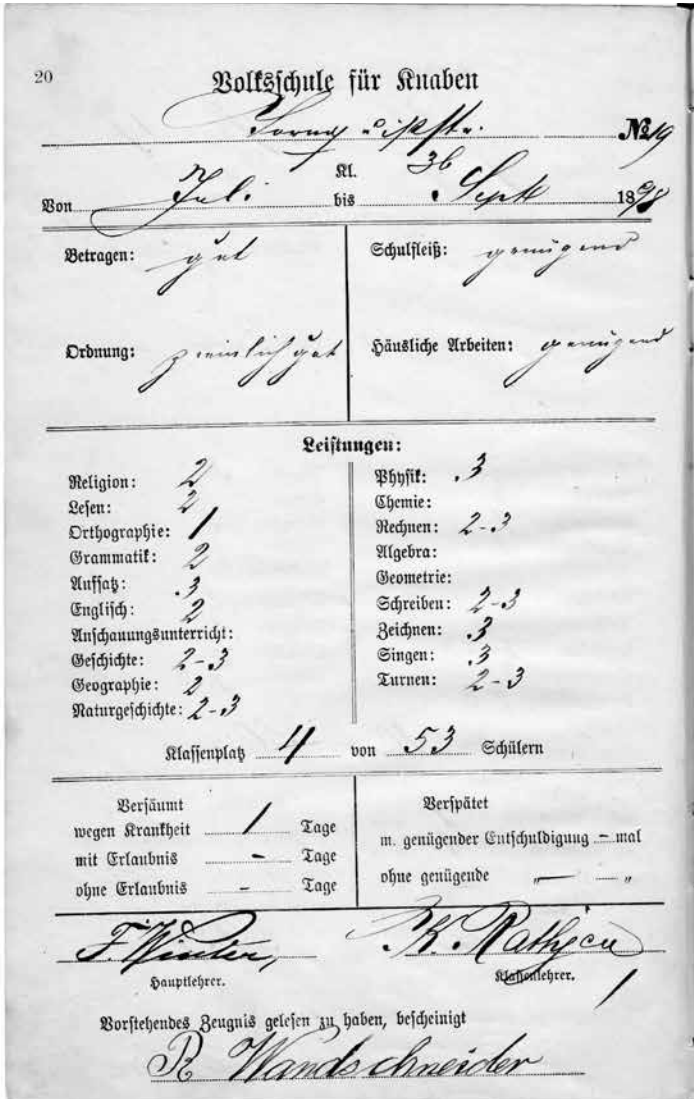 20
Volksschule für Knaben
№ 19
Kl. 3b
Von Juli bis Sept 1898
Betragen: gut
Schulfleiß: genügend
Ordnung: ziemlich gut
Häusliche Arbeiten: genügend
Leistungen:
Religion: 2
Lesen: 2
Orthographie: 1
Grammatik: 2
Aufsatz: 3
Englisch: 2
Anschauungsunterricht:
Geschichte: 2-3
Geographie: 2
Naturgeschichte: 2-3
Physik: 3
Chemie:
Rechnen: 2-3
Algebra:
Geometrie:
Schreiben: 2-3
Zeichnen: 3
Singen: 3
Turnen: 2-3
Klassenplatz 4 von 53 Schülern
Versäumt
wegen Krankheit 1 Tage
mit Erlaubnis - Tage
ohne Erlaubnis - Tage
Verspätet
m. genügender Entschuldigung - mal
ohne genügende „ — „
F. Winter,
Hauptlehrer.
K. Rathgen
Klassenlehrer.
Vorstehendes Zeugnis gelesen zu haben, bescheinigt
R Wandschneider